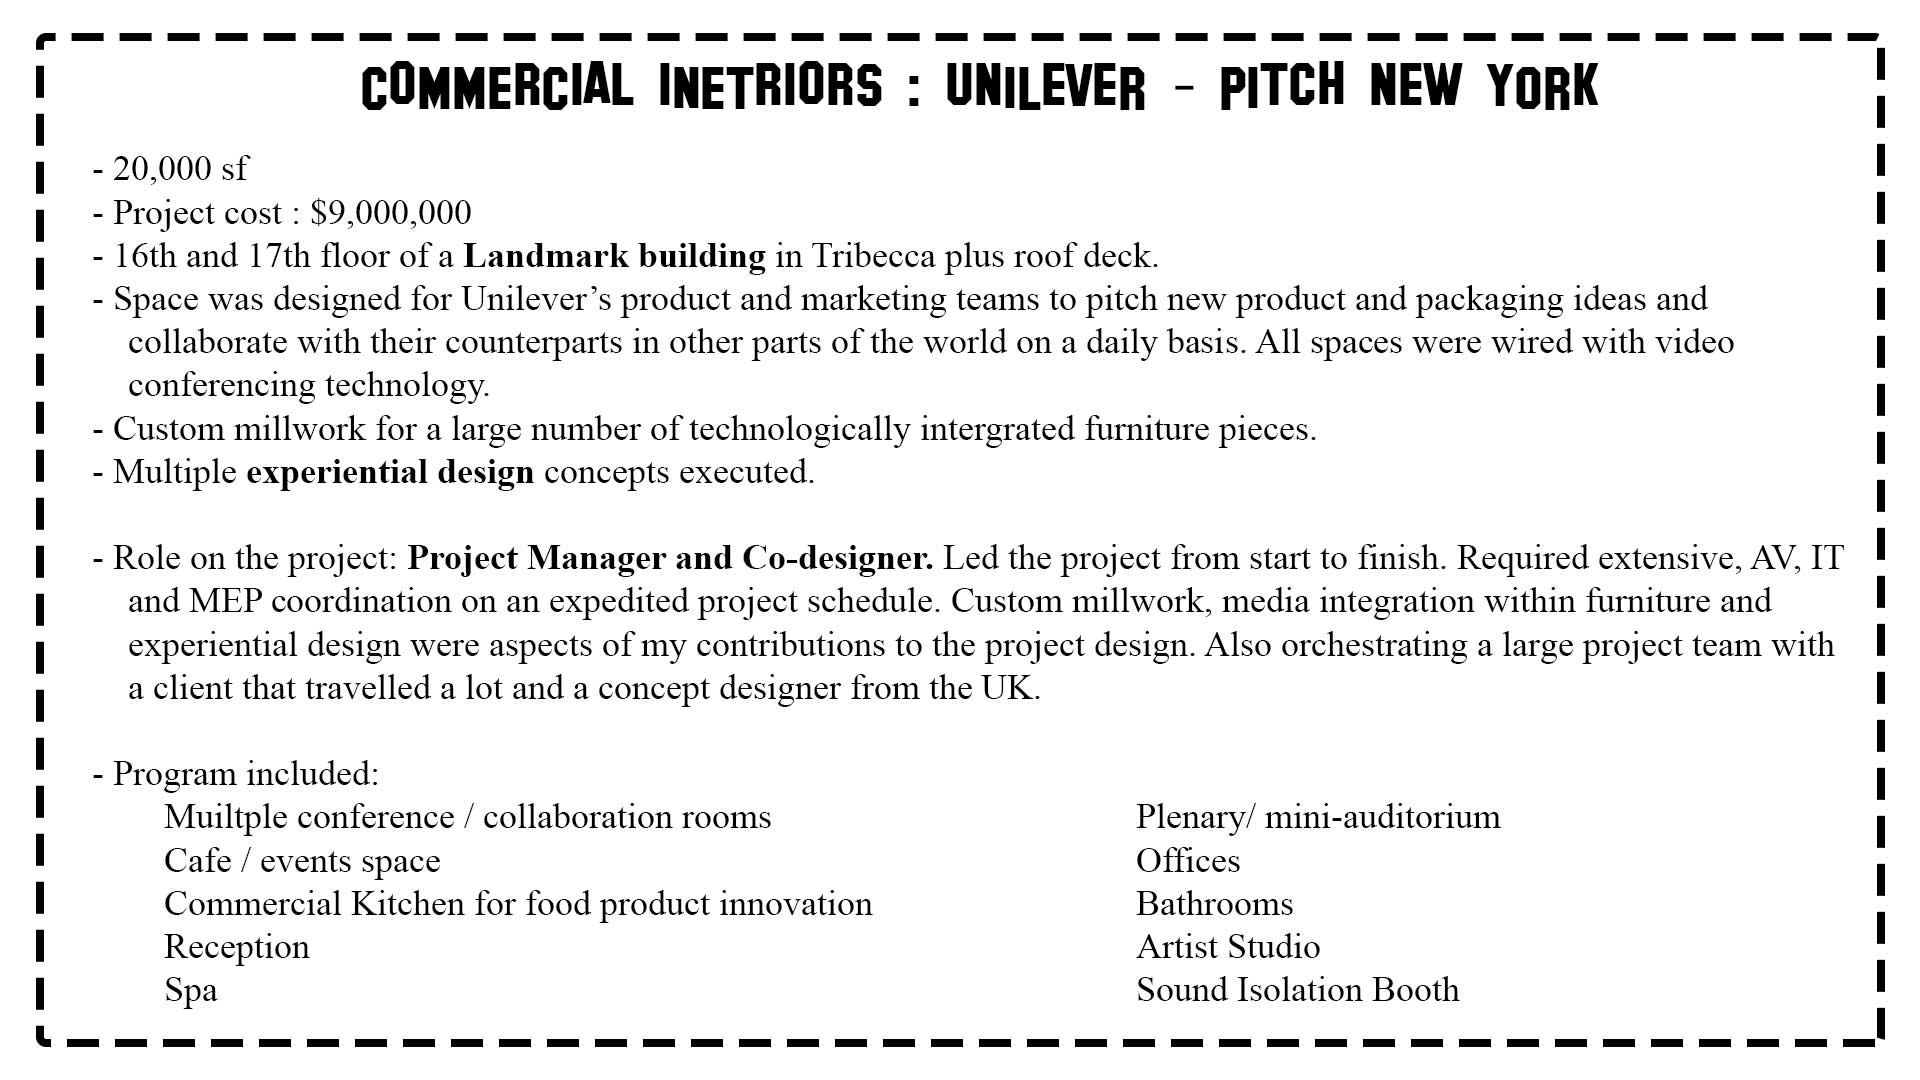 COMMERCIAL INETRIORS : UNILEVER - PITCH NEW YORK
- 20,000 sf
- Project cost : $9,000,000
- 16th and 17th floor of a Landmark building in Tribecca plus roof deck.
- Space was designed for Unilever’s product and marketing teams to pitch new product and packaging ideas and
collaborate with their counterparts in other parts of the world on a daily basis. All spaces were wired with video
conferencing technology.
- Custom millwork for a large number of technologically intergrated furniture pieces.
- Multiple experiential design concepts executed.
- Role on the project: Project Manager and Co-designer. Led the project from start to finish. Required extensive, AV, IT
and MEP coordination on an expedited project schedule. Custom millwork, media integration within furniture and
experiential design were aspects of my contributions to the project design. Also orchestrating a large project team with
a client that travelled a lot and a concept designer from the UK.
- Program included:
Muiltple conference / collaboration rooms
Cafe / events space
Commercial Kitchen for food product innovation
Reception
Spa
Plenary/ mini-auditorium
Offices
Bathrooms
Artist Studio
Sound Isolation Booth